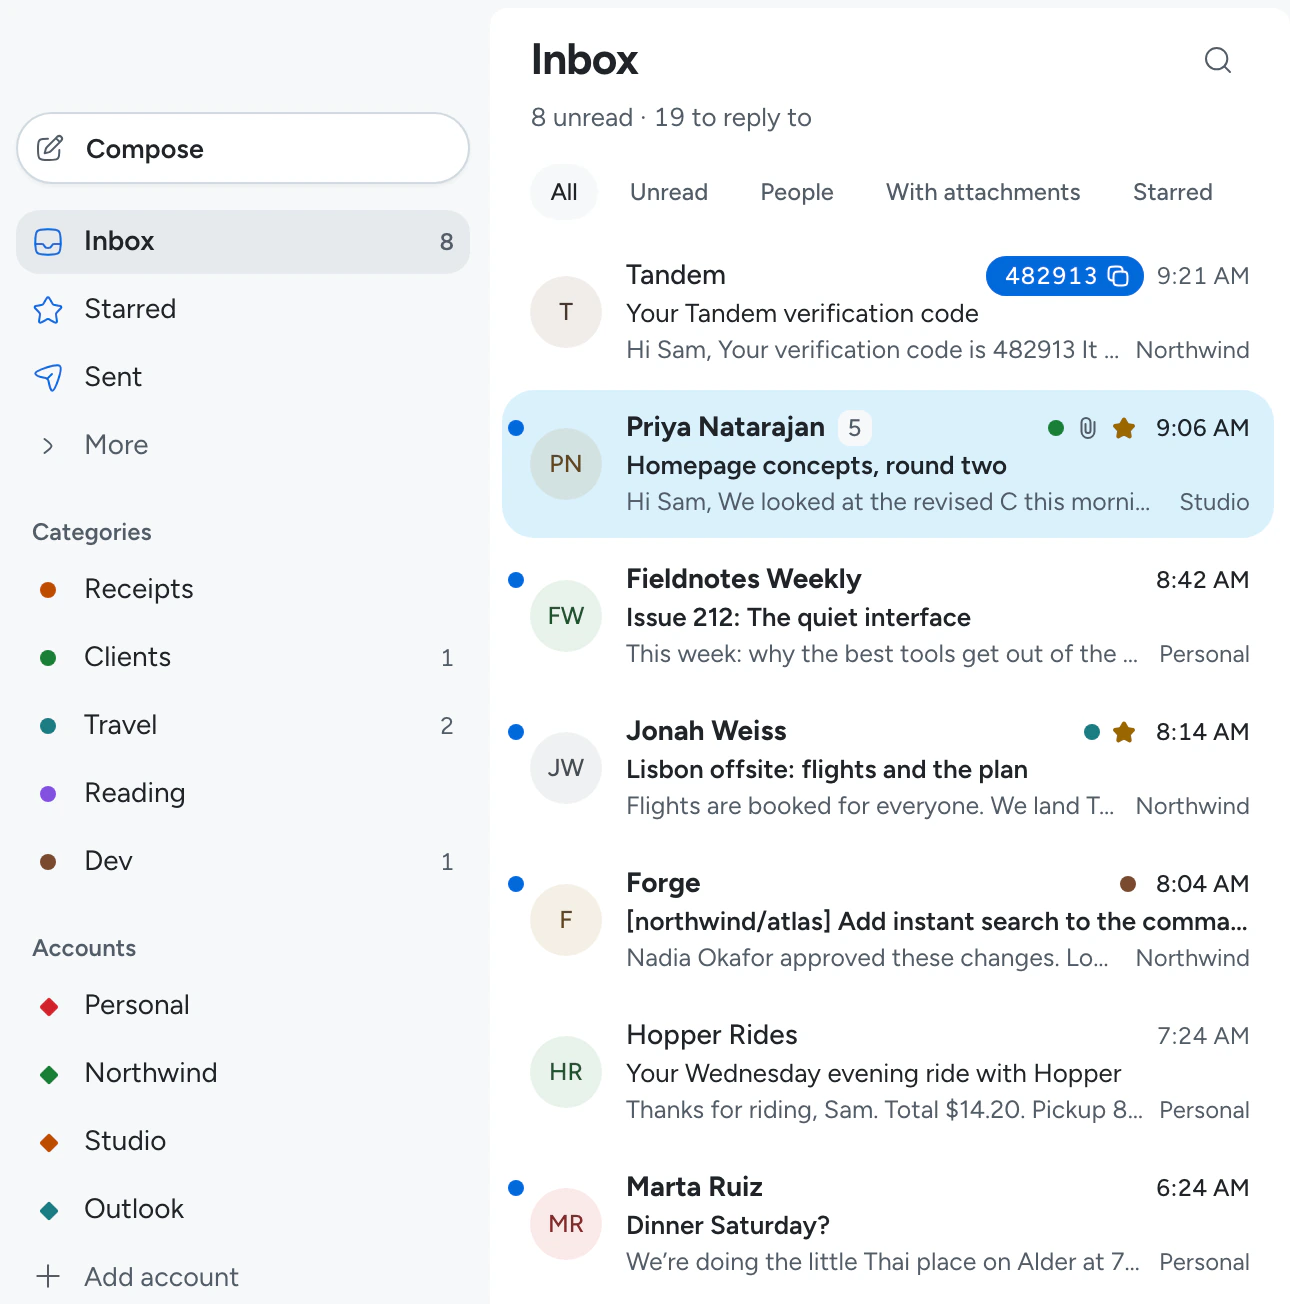 Compose
Inbox 8
Starred
Sent
More
Categories
Receipts
Clients 1
Travel 2
Reading
Dev 1
Accounts
Personal
Northwind
Studio
Outlook
Add account
Inbox
8 unread · 19 to reply to
All Unread People With attachments Starred
T
Tandem 482913 9:21 AM
Your Tandem verification code
Hi Sam, Your verification code is 482913 It ... Northwind
PN
Priya Natarajan 5 9:06 AM
Homepage concepts, round two
Hi Sam, We looked at the revised C this morni... Studio
FW
Fieldnotes Weekly 8:42 AM
Issue 212: The quiet interface
This week: why the best tools get out of the ... Personal
JW
Jonah Weiss 8:14 AM
Lisbon offsite: flights and the plan
Flights are booked for everyone. We land T... Northwind
F
Forge 8:04 AM
[northwind/atlas] Add instant search to the comma...
Nadia Okafor approved these changes. Lo... Northwind
HR
Hopper Rides 7:24 AM
Your Wednesday evening ride with Hopper
Thanks for riding, Sam. Total $14.20. Pickup 8... Personal
MR
Marta Ruiz 6:24 AM
Dinner Saturday?
We’re doing the little Thai place on Alder at 7... Personal